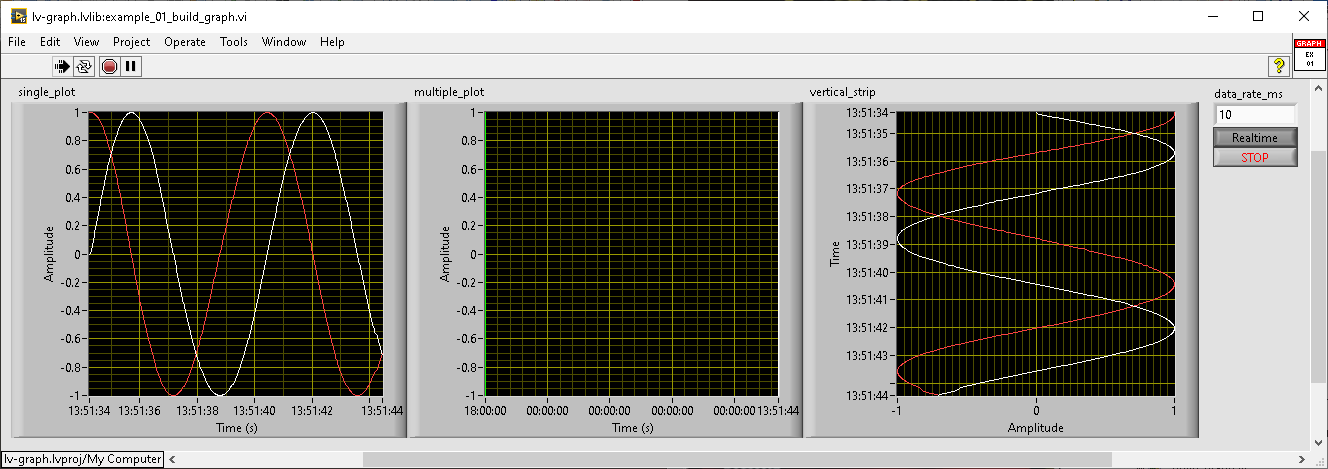 lv-graph.lvlib:example_01_build_graph.vi
File Edit View Project Operate Tools Window Help
?
GRAPH
EX
01
single_plot
1
0.8
0.6
0.4
0.2
0
-0.2
-0.4
-0.6
-0.8
-1
Amplitude
13:51:34 13:51:36 13:51:38 13:51:40 13:51:42 13:51:44
Time (s)
multiple_plot
1
0.8
0.6
0.4
0.2
0
-0.2
-0.4
-0.6
-0.8
-1
Amplitude
18:00:00 00:00:00 00:00:00 00:00:00 00:00:00 13:51:44
Time (s)
vertical_strip
13:51:34
13:51:35
13:51:36
13:51:37
13:51:38
13:51:39
13:51:40
13:51:41
13:51:42
13:51:43
13:51:44
Time
-1 0 1
Amplitude
data_rate_ms
10
Realtime
STOP
lv-graph.lvproj/My Computer